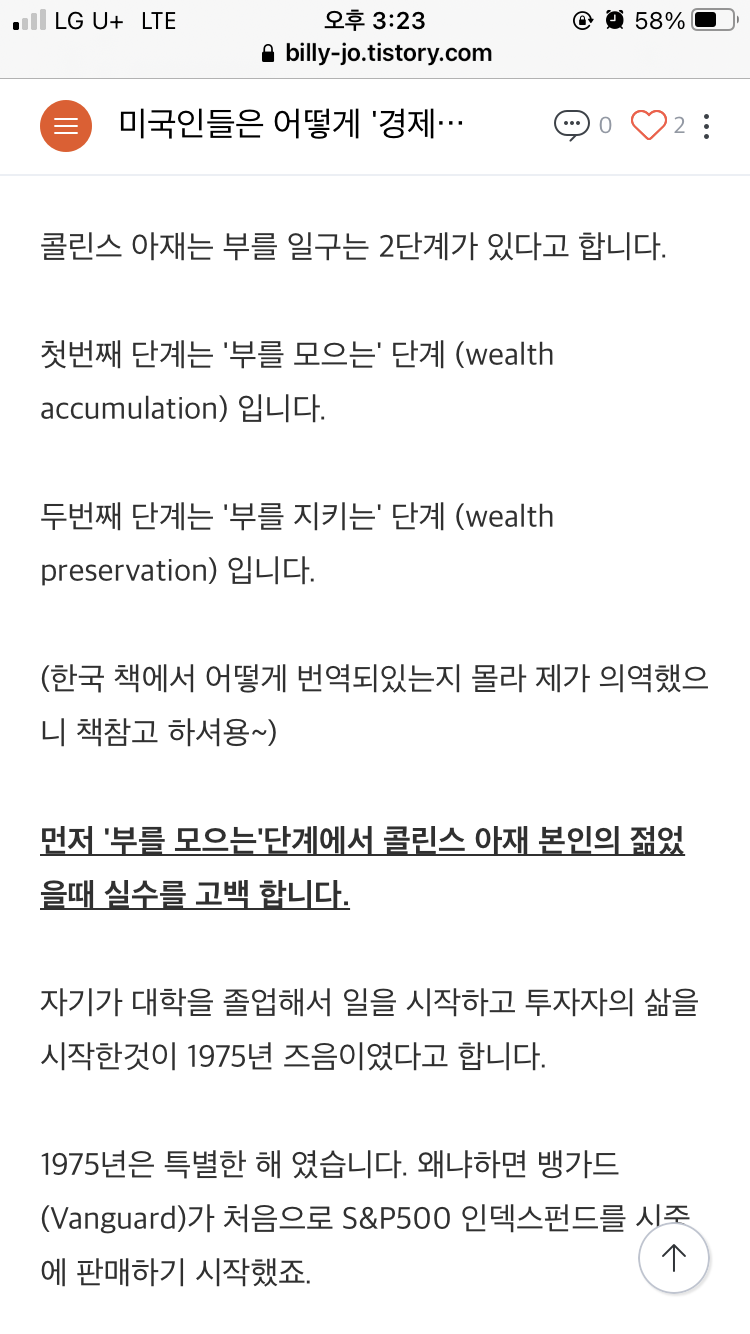 LG U+ LTE 오후 3:23 58%
billy-jo.tistory.com
미국인들은 어떻게 '경제… 0 2
콜린스 아재는 부를 일구는 2단계가 있다고 합니다.
첫번째 단계는 '부를 모으는' 단계 (wealth
accumulation) 입니다.
두번째 단계는 '부를 지키는' 단계 (wealth
preservation) 입니다.
(한국 책에서 어떻게 번역되있는지 몰라 제가 의역했으
니 책참고 하셔용~)
먼저 '부를 모으는'단계에서 콜린스 아재 본인의 젊었
을때 실수를 고백 합니다.
자기가 대학을 졸업해서 일을 시작하고 투자자의 삶을
시작한것이 1975년 즈음이였다고 합니다.
1975년은 특별한 해 였습니다. 왜냐하면 뱅가드
(Vanguard)가 처음으로 S&P500 인덱스펀드를 시중
에 판매하기 시작했죠.